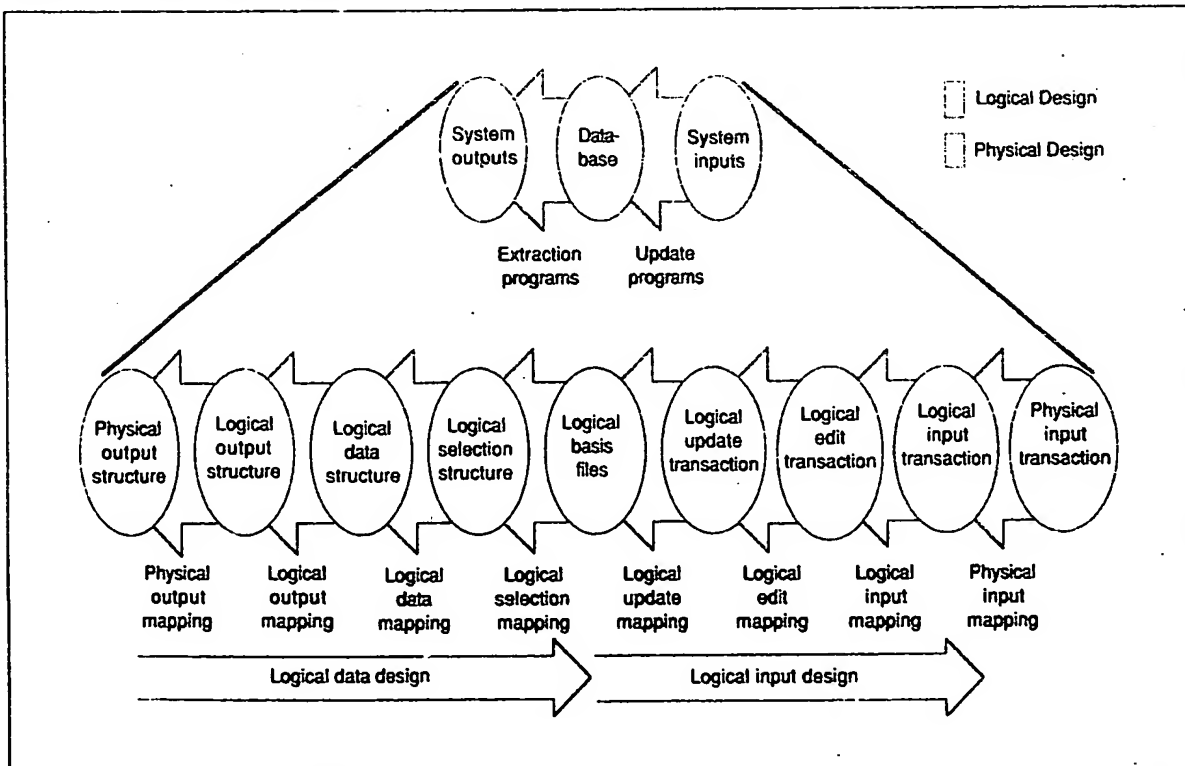 System
outputs
Data-
base
System
inputs
Logical Design
Physical Design
Extraction
programs
Update
programs
Physical
output
structure
Logical
output
structure
Logical
data
structure
Logical
selection
structure
Logical
basis
files
Logical
update
transaction
Logical
edit
transaction
Logical
input
transaction
Physical
input
transaction
Physical
output
mapping
Logical
output
mapping
Logical
data
mapping
Logical
selection
mapping
Logical
update
mapping
Logical
edit
mapping
Logical
input
mapping
Physical
input
mapping
Logical data design
Logical input design